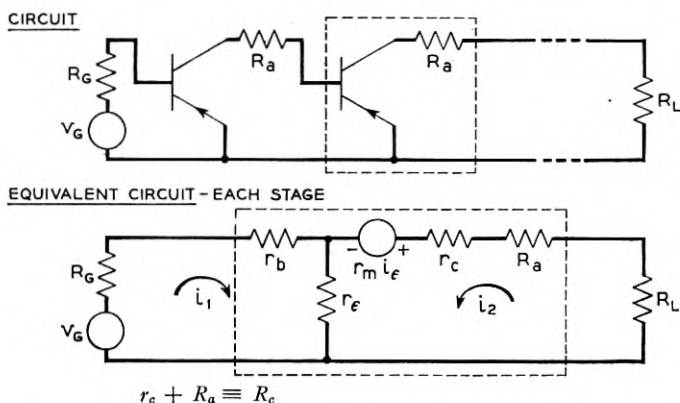 CIRCUIT
R_G
V_G
R_a
R_a
R_L
EQUIVALENT CIRCUIT - EACH STAGE
R_G
V_G
i_1
r_b
r_ε
- r_m i_ε +
r_c
R_a
i_2
R_L
r_c + R_a ≡ R_c